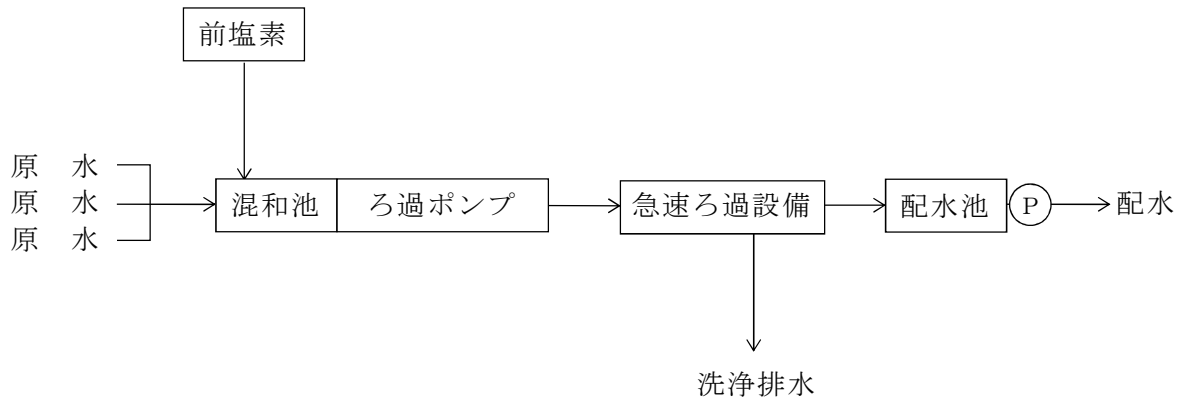 前塩素
原　水
原　水
原　水
混和池
ろ過ポンプ
急速ろ過設備
配水池
P
配水
洗浄排水